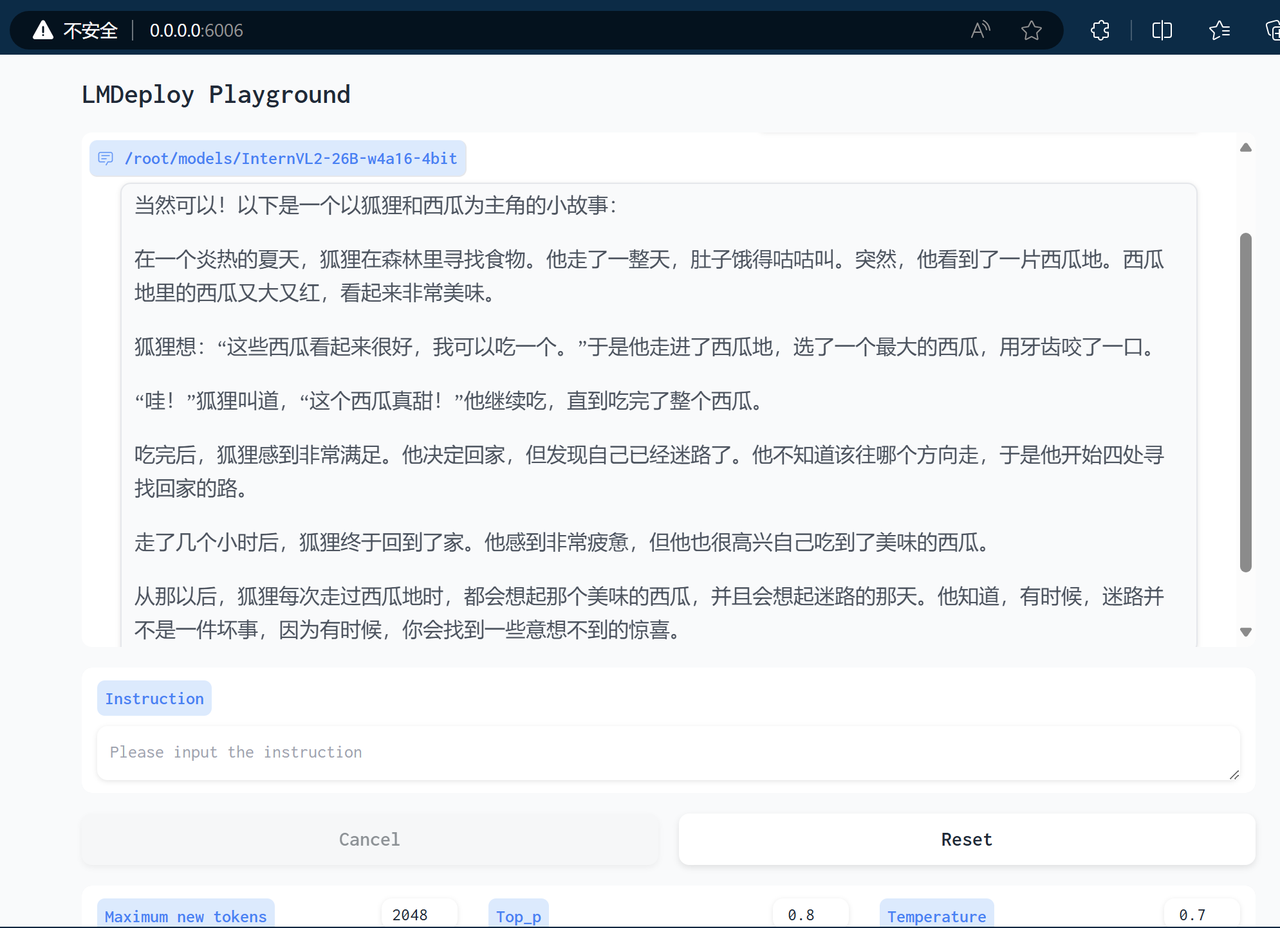 不安全 0.0.0.0:6006
LMDeploy Playground
/root/models/InternVL2-26B-w4a16-4bit
当然可以！以下是一个以狐狸和西瓜为主角的小故事：
在一个炎热的夏天，狐狸在森林里寻找食物。他走了一整天，肚子饿得咕咕叫。突然，他看到了一片西瓜地。西瓜
地里的西瓜又大又红，看起来非常美味。
狐狸想：“这些西瓜看起来很好，我可以吃一个。”于是他走进了西瓜地，选了一个最大的西瓜，用牙齿咬了一口。
“哇！”狐狸叫道，“这个西瓜真甜！”他继续吃，直到吃完了整个西瓜。
吃完后，狐狸感到非常满足。他决定回家，但发现自己已经迷路了。他不知道该往哪个方向走，于是他开始四处寻
找回家的路。
走了几个小时后，狐狸终于回到了家。他感到非常疲惫，但他也很高兴自己吃到了美味的西瓜。
从那以后，狐狸每次走过西瓜地时，都会想起那个美味的西瓜，并且会想起迷路的那天。他知道，有时候，迷路并
不是一件坏事，因为有时候，你会找到一些意想不到的惊喜。
Instruction
Please input the instruction
Cancel Reset
Maximum new tokens 2048 Top_p 0.8 Temperature 0.7